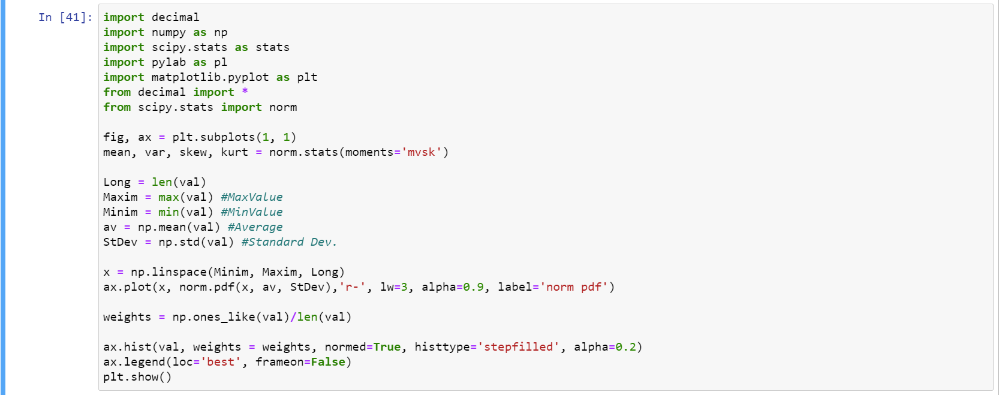 In [41]: import decimal
import numpy as np
import scipy.stats as stats
import pylab as pl
import matplotlib.pyplot as plt
from decimal import *
from scipy.stats import norm

fig, ax = plt.subplots(1, 1)
mean, var, skew, kurt = norm.stats(moments='mvsk')

Long = len(val)
Maxim = max(val) #MaxValue
Minim = min(val) #MinValue
av = np.mean(val) #Average
StDev = np.std(val) #Standard Dev.

x = np.linspace(Minim, Maxim, Long)
ax.plot(x, norm.pdf(x, av, StDev),'r-', lw=3, alpha=0.9, label='norm pdf')

weights = np.ones_like(val)/len(val)

ax.hist(val, weights = weights, normed=True, histtype='stepfilled', alpha=0.2)
ax.legend(loc='best', frameon=False)
plt.show()